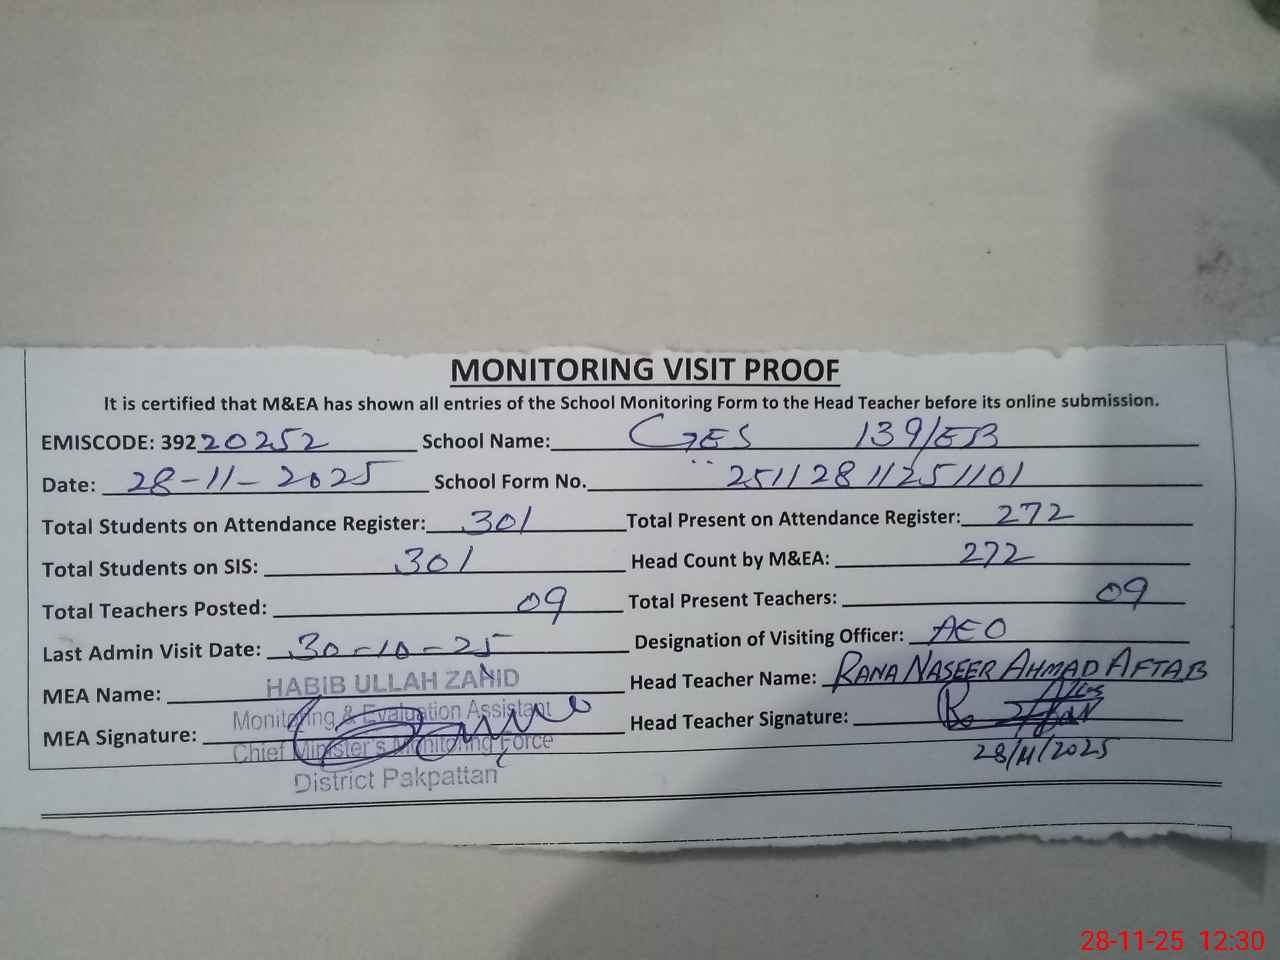 MONITORING VISIT PROOF
It is certified that M&EA has shown all entries of the School Monitoring Form to the Head Teacher before its online submission.
EMISCODE: 39220252 School Name: GES 139/EB
Date: 28-11-2025 School Form No. 25112811251101
Total Students on Attendance Register: 301 Total Present on Attendance Register: 272
Total Students on SIS: 301 Head Count by M&EA: 272
Total Teachers Posted: 09 Total Present Teachers: 09
Last Admin Visit Date: 30-10-25 Designation of Visiting Officer: AEO
MEA Name: HABIB ULLAH ZAHID Head Teacher Name: RANA NASEER AHMAD AFTAB
Monitoring & Evaluation Assistant
MEA Signature: Head Teacher Signature:
Chief Minister's Monitoring Force
28/11/2025
District Pakpattan
28-11-25 12:30